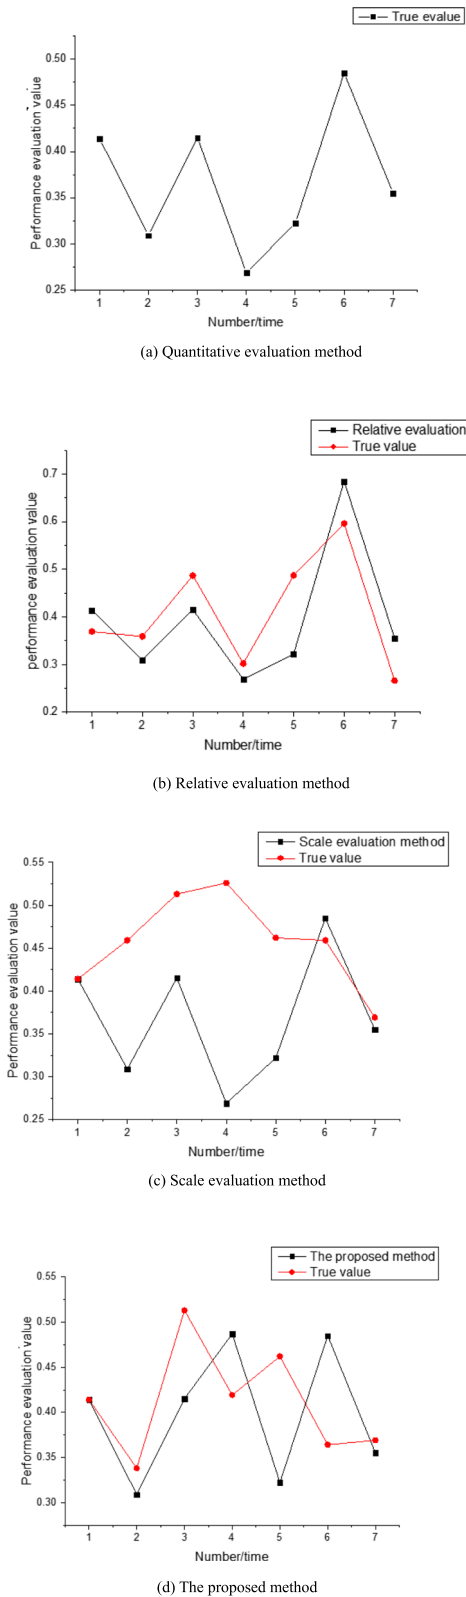 True evalue
0.50
0.45
0.40
0.35
0.30
0.25
Performance evaluation value
1 2 3 4 5 6 7
Number/time
(a) Quantitative evaluation method
Relative evaluation
True value
0.7
0.6
0.5
0.4
0.3
0.2
performance evaluation value
1 2 3 4 5 6 7
Number/time
(b) Relative evaluation method
Scale evaluation method
True value
0.55
0.50
0.45
0.40
0.35
0.30
0.25
Performance evaluation value
1 2 3 4 5 6 7
Number/time
(c) Scale evaluation method
The proposed method
True value
0.55
0.45
0.40
0.35
0.30
Performance evaluation value
1 2 3 4 5 6 7
Number/time
(d) The proposed method